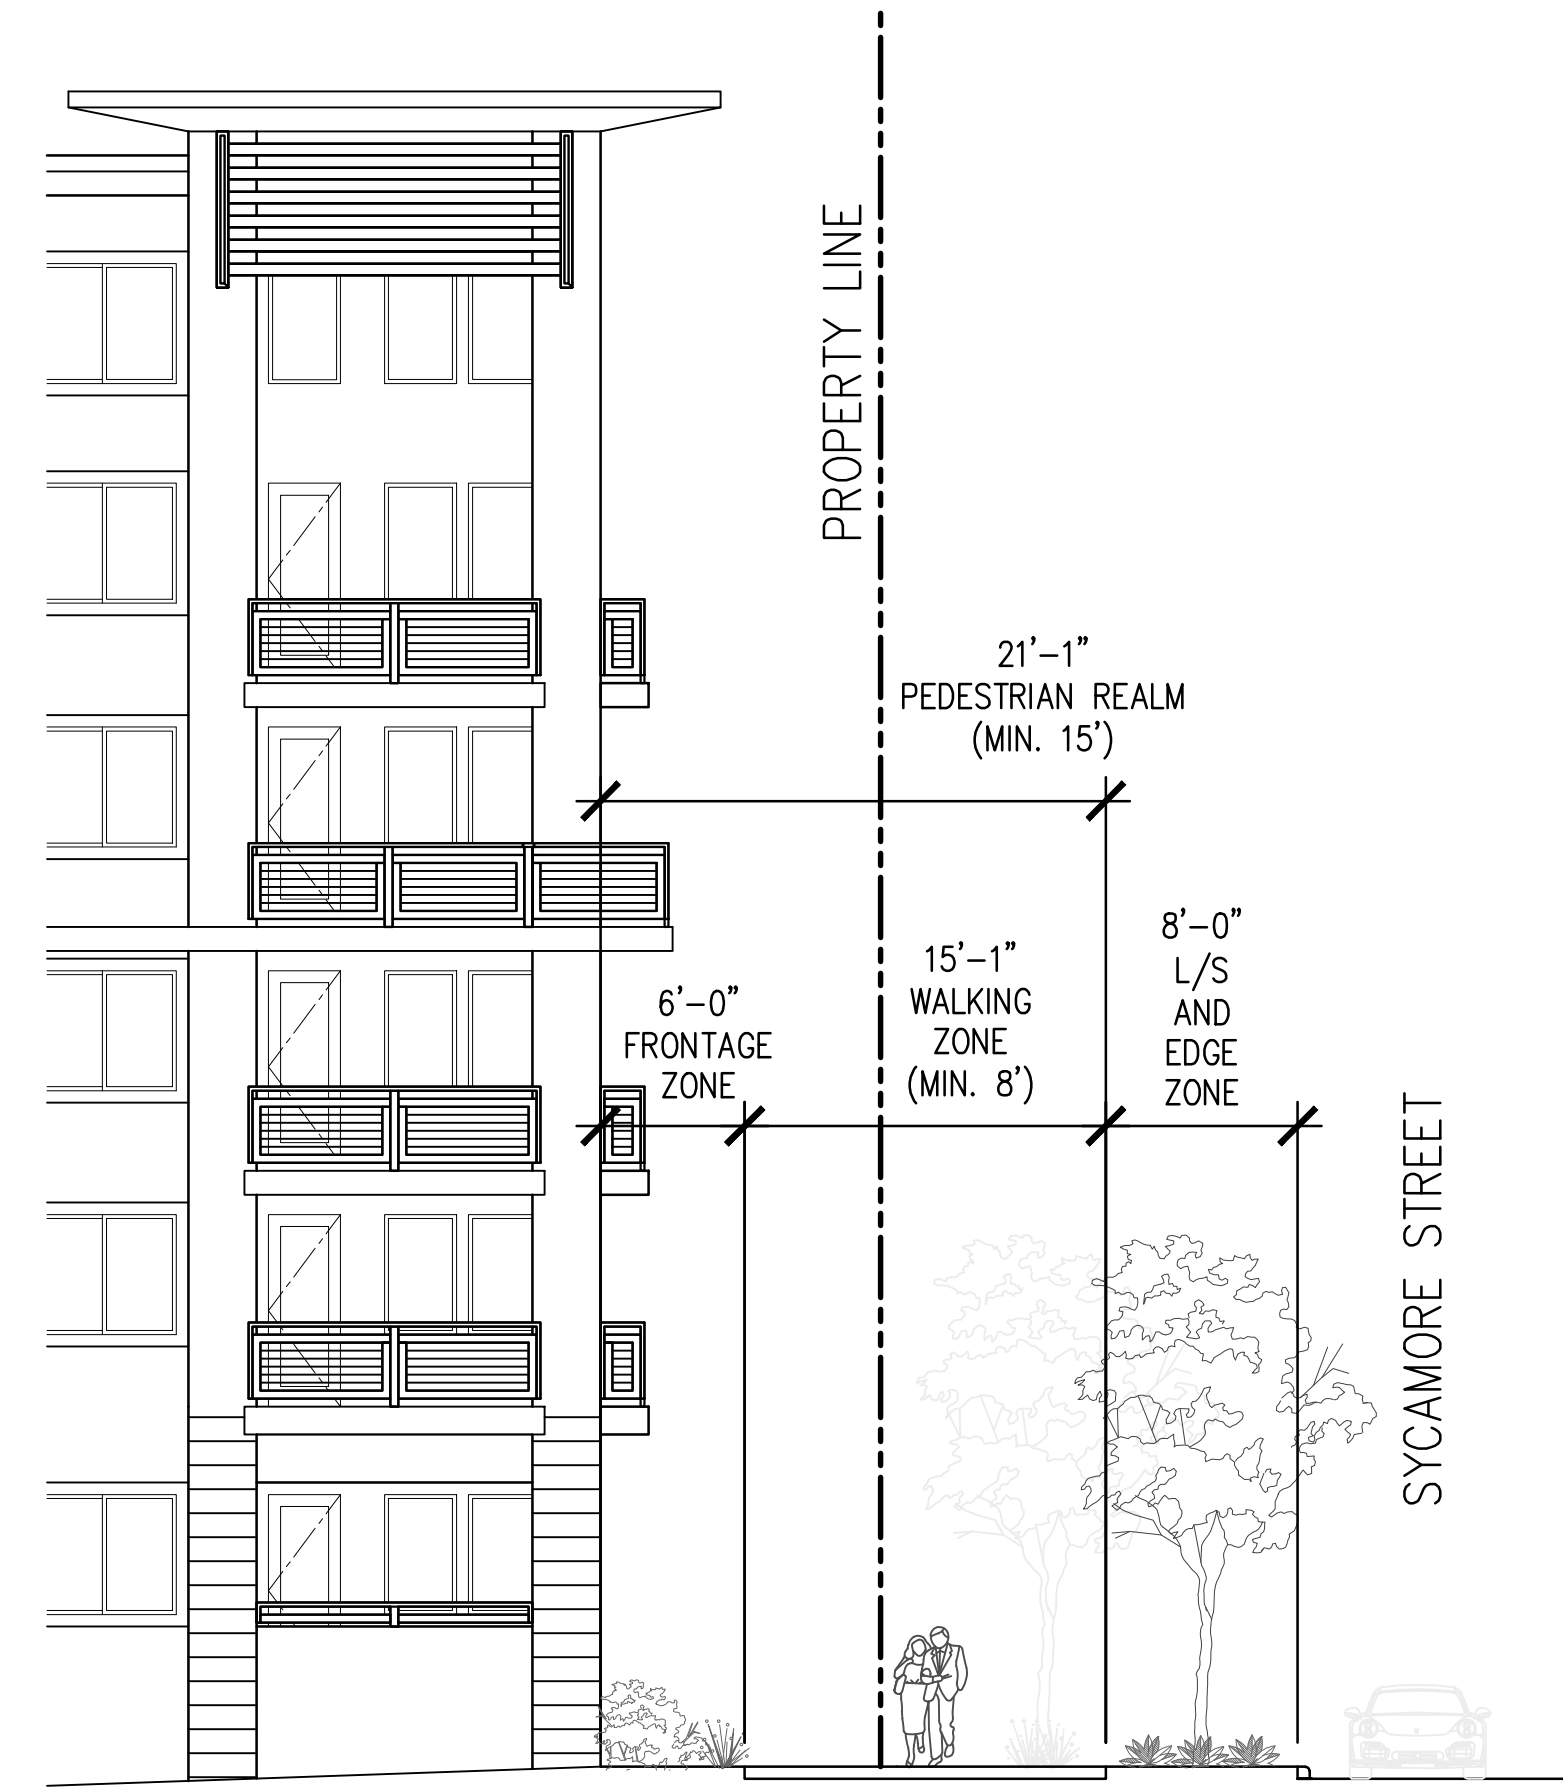 PROPERTY LINE
21’–1”
PEDESTRIAN REALM
(MIN. 15’)
6’–0”
FRONTAGE
ZONE
15’–1”
WALKING
ZONE
(MIN. 8’)
8’–0”
L/S
AND
EDGE
ZONE
SYCAMORE STREET